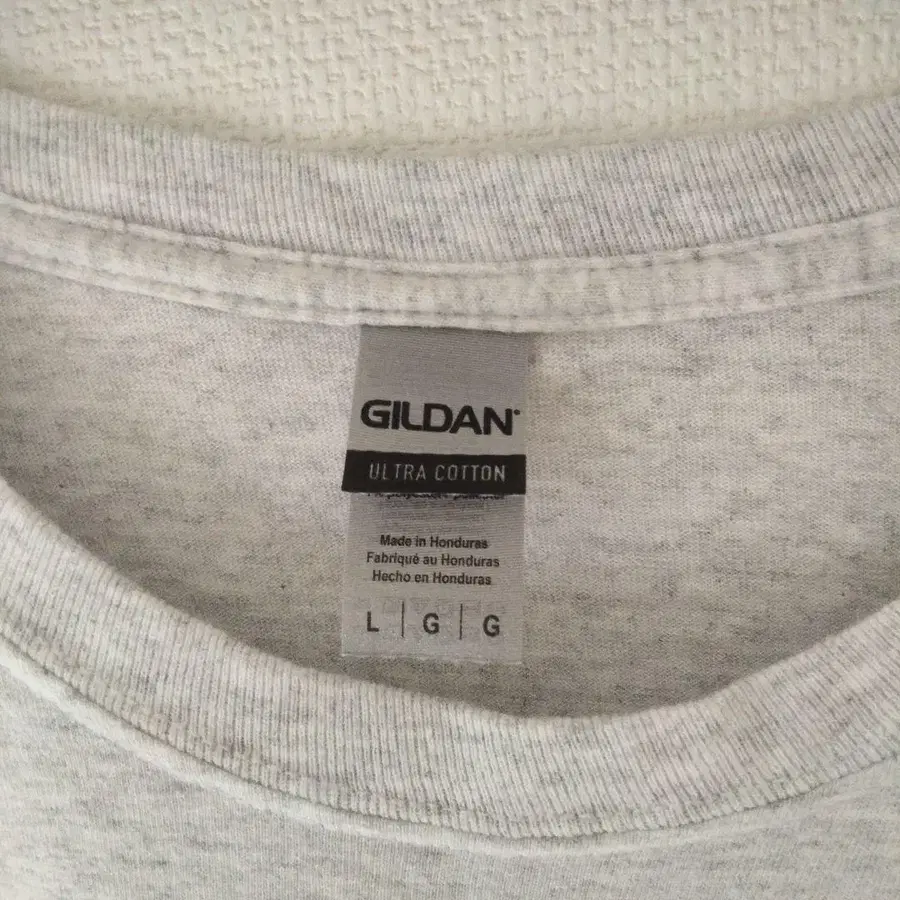 GILDAN
ULTRA COTTON
Made in Honduras
Fabriqué au Honduras
Hecho en Honduras
L | G | G